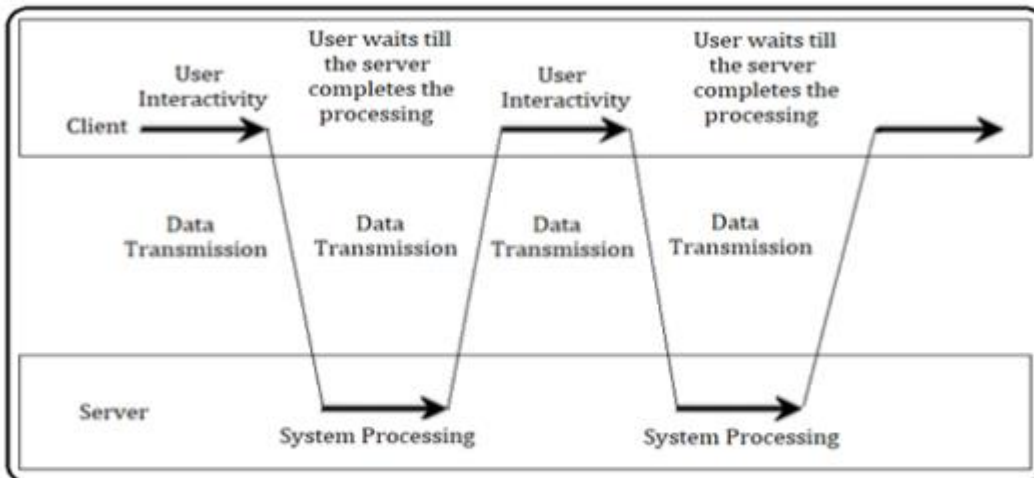 User
Interactivity
User waits till
the server
completes the
processing
User
Interactivity
User waits till
the server
completes the
processing
Client
Data
Transmission
Data
Transmission
Data
Transmission
Data
Transmission
Server
System Processing
System Processing